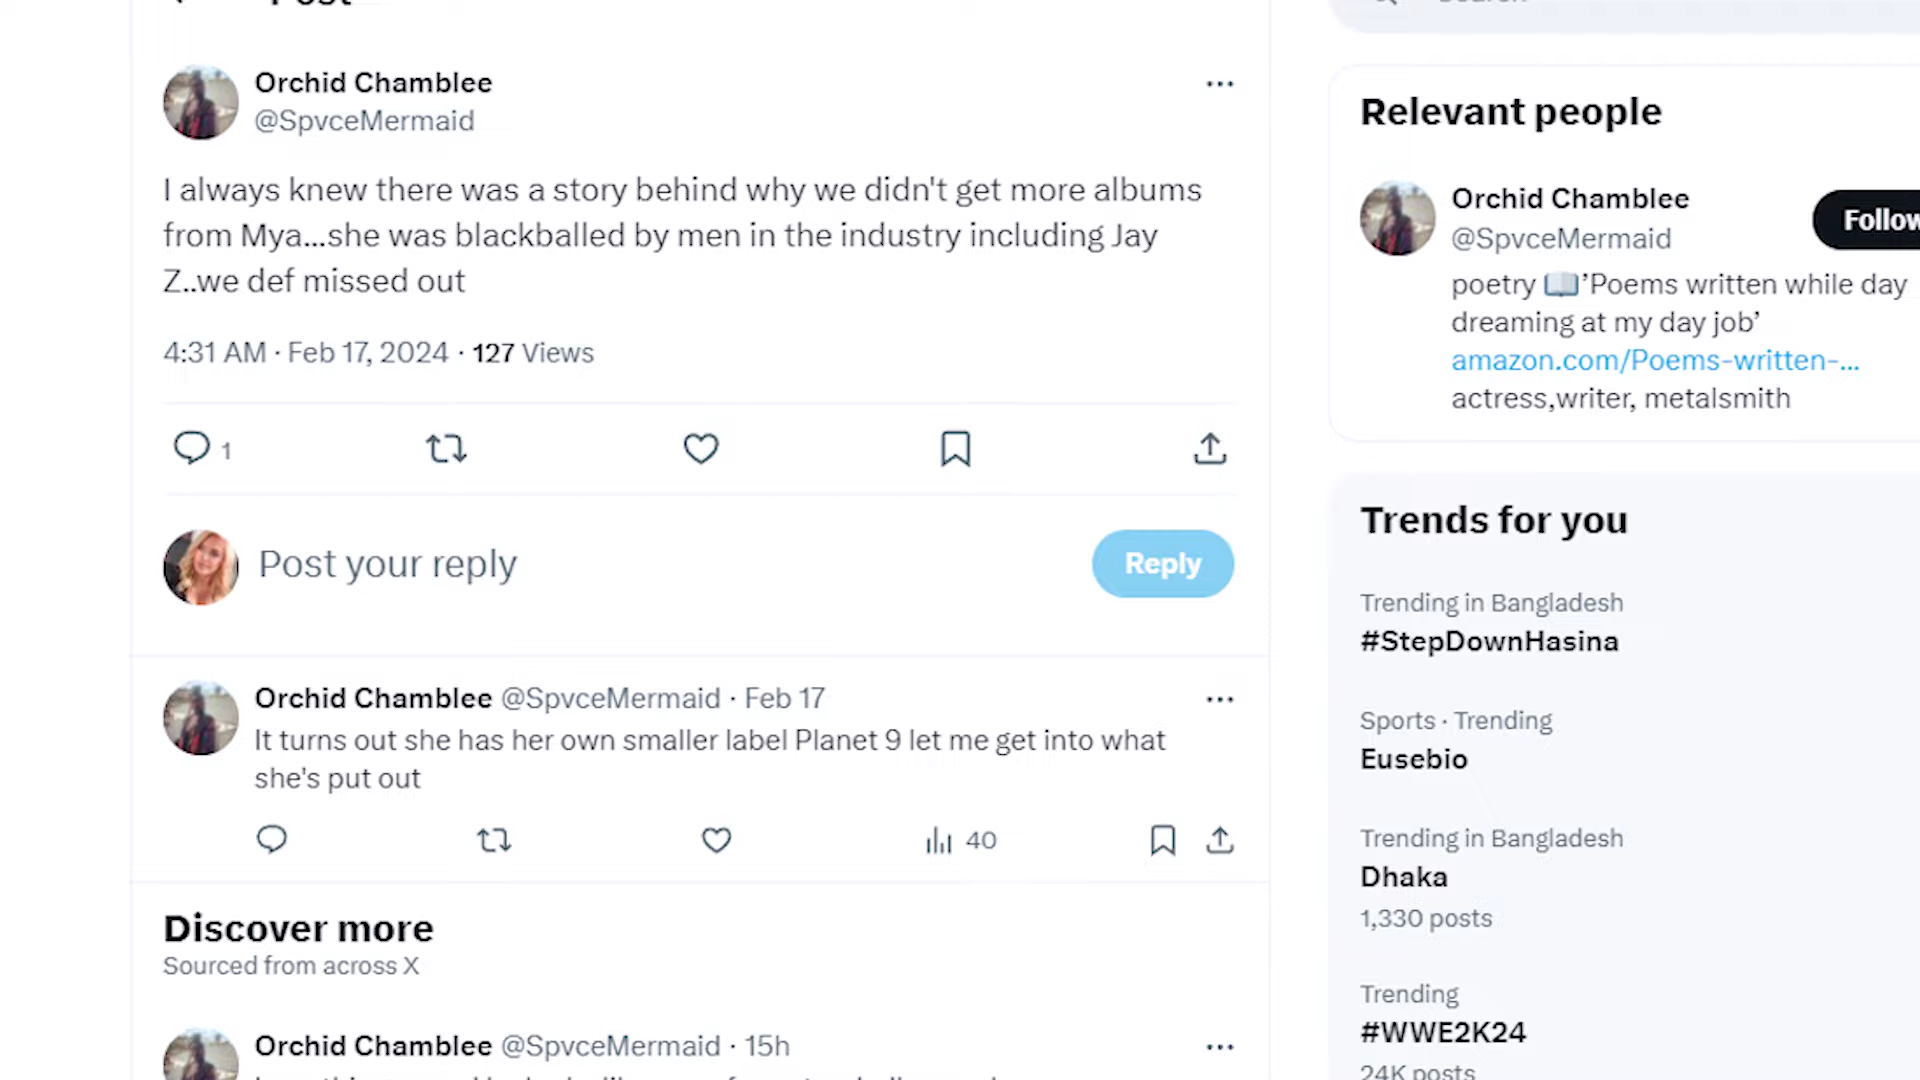 Orchid Chamblee
@SpvceMermaid
I always knew there was a story behind why we didn't get more albums
from Mya...she was blackballed by men in the industry including Jay
Z..we def missed out
4:31 AM · Feb 17, 2024 · 127 Views
1
Post your reply
Reply
Orchid Chamblee @SpvceMermaid · Feb 17
It turns out she has her own smaller label Planet 9 let me get into what
she's put out
40
Discover more
Sourced from across X
Orchid Chamblee @SpvceMermaid · 15h
Relevant people
Orchid Chamblee
@SpvceMermaid
Follow
poetry 📖’Poems written while day
dreaming at my day job’
amazon.com/Poems-written-...
actress,writer, metalsmith
Trends for you
Trending in Bangladesh
#StepDownHasina
Sports · Trending
Eusebio
Trending in Bangladesh
Dhaka
1,330 posts
Trending
#WWE2K24
24K posts